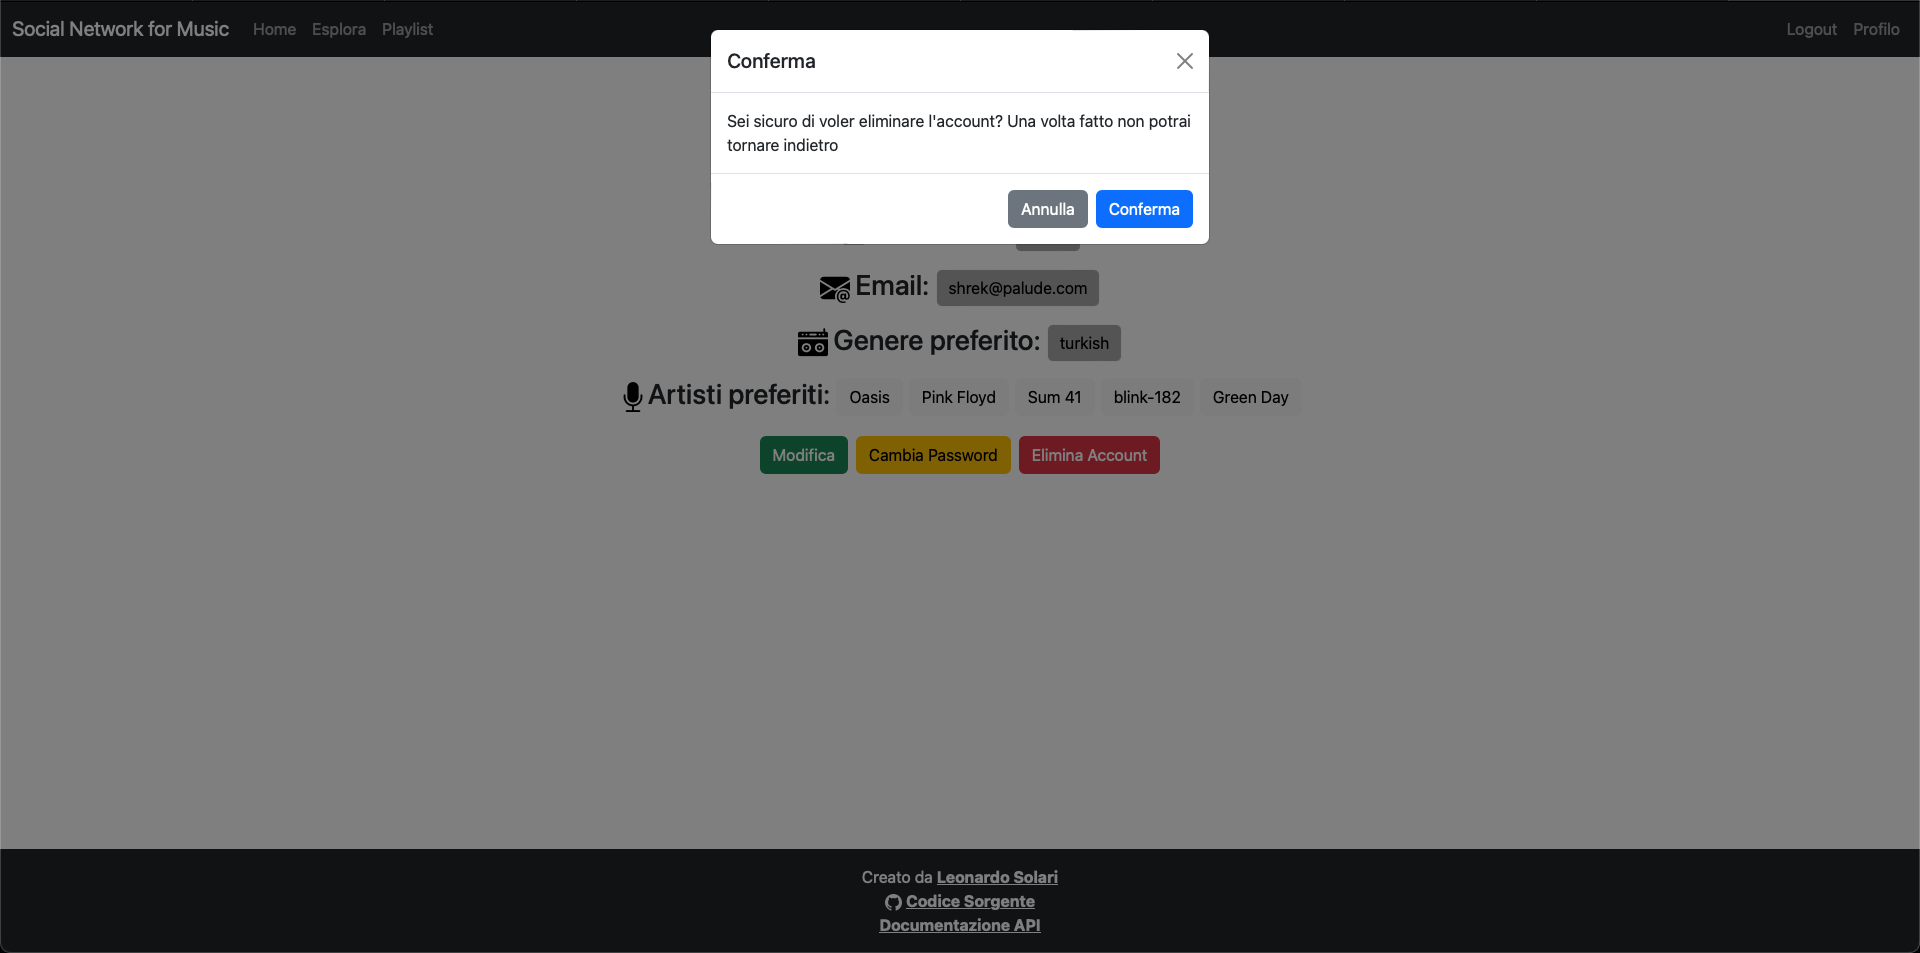 Social Network for Music Home Esplora Playlist Logout Profilo
Conferma
Sei sicuro di voler eliminare l'account? Una volta fatto non potrai
tornare indietro
Annulla Conferma
Email: shrek@palude.com
Genere preferito: turkish
Artisti preferiti: Oasis Pink Floyd Sum 41 blink-182 Green Day
Modifica Cambia Password Elimina Account
Creato da Leonardo Solari
Codice Sorgente
Documentazione API